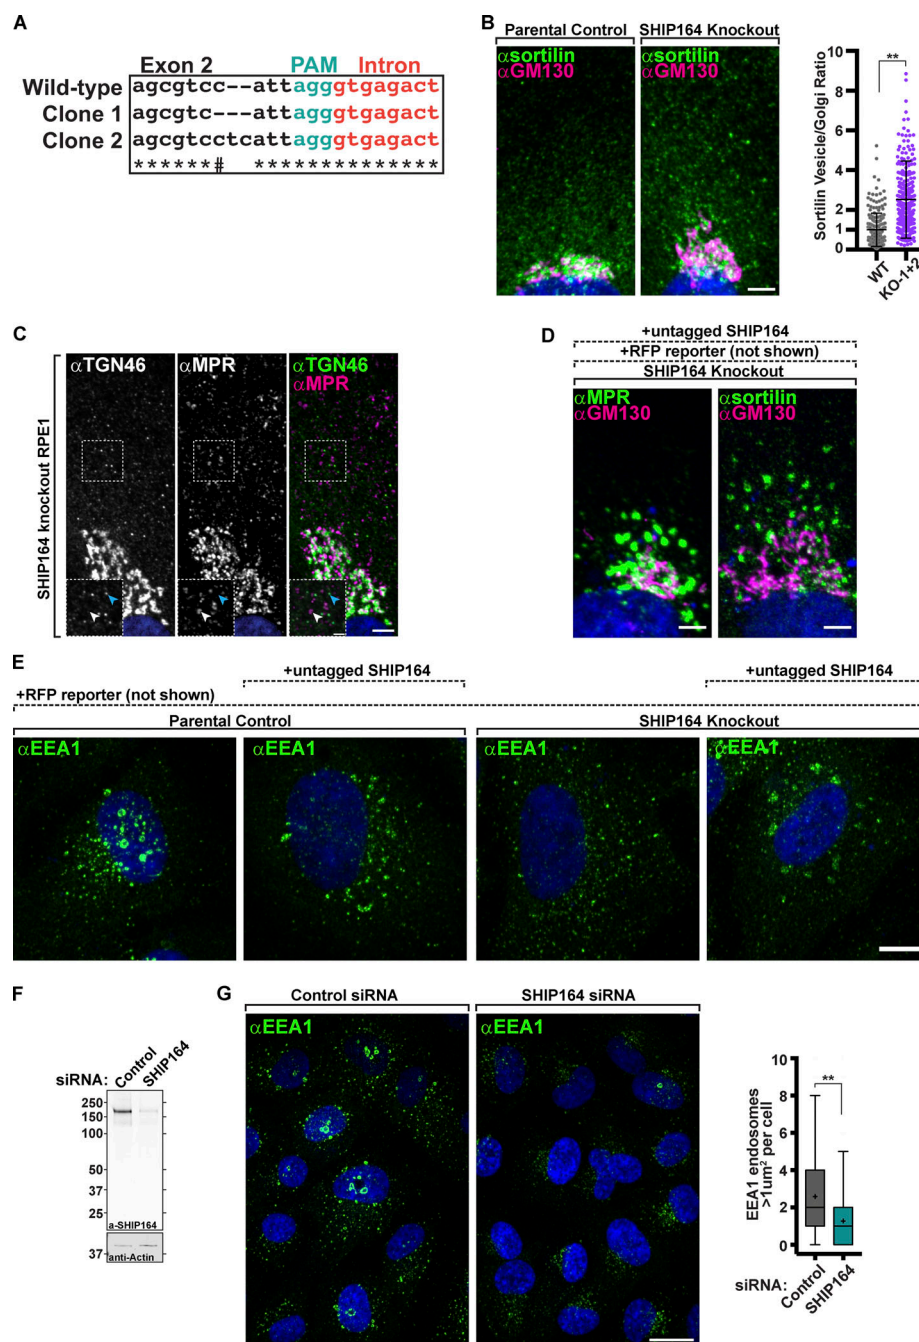 A
Exon 2 PAM Intron
Wild-type agcgtcc--attagggtgagact
Clone 1 agcgtc---attagggtgagact
Clone 2 agcgtcctcattagggtgagact
******# ***************
B
Parental Control SHIP164 Knockout
αsortilin αsortilin
αGM130 αGM130
Sortilin Vesicle/Golgi Ratio
10
8
6
4
2
1
0
**
WT KO-1+2
C
SHIP164 knockout RPE1
αTGN46 αMPR αTGN46
αMPR
D
+untagged SHIP164
+RFP reporter (not shown)
SHIP164 Knockout
αMPR αsortilin
αGM130 αGM130
E
+untagged SHIP164 +untagged SHIP164
+RFP reporter (not shown)
Parental Control SHIP164 Knockout
αEEA1 αEEA1 αEEA1 αEEA1
F
siRNA: Control SHIP164
250
150
100
50
37
25
a-SHIP164
37
anti-Actin
G
Control siRNA SHIP164 siRNA
αEEA1 αEEA1
EEA1 endosomes
>1um² per cell
10
8
6
4
2
0
**
siRNA: Control SHIP164